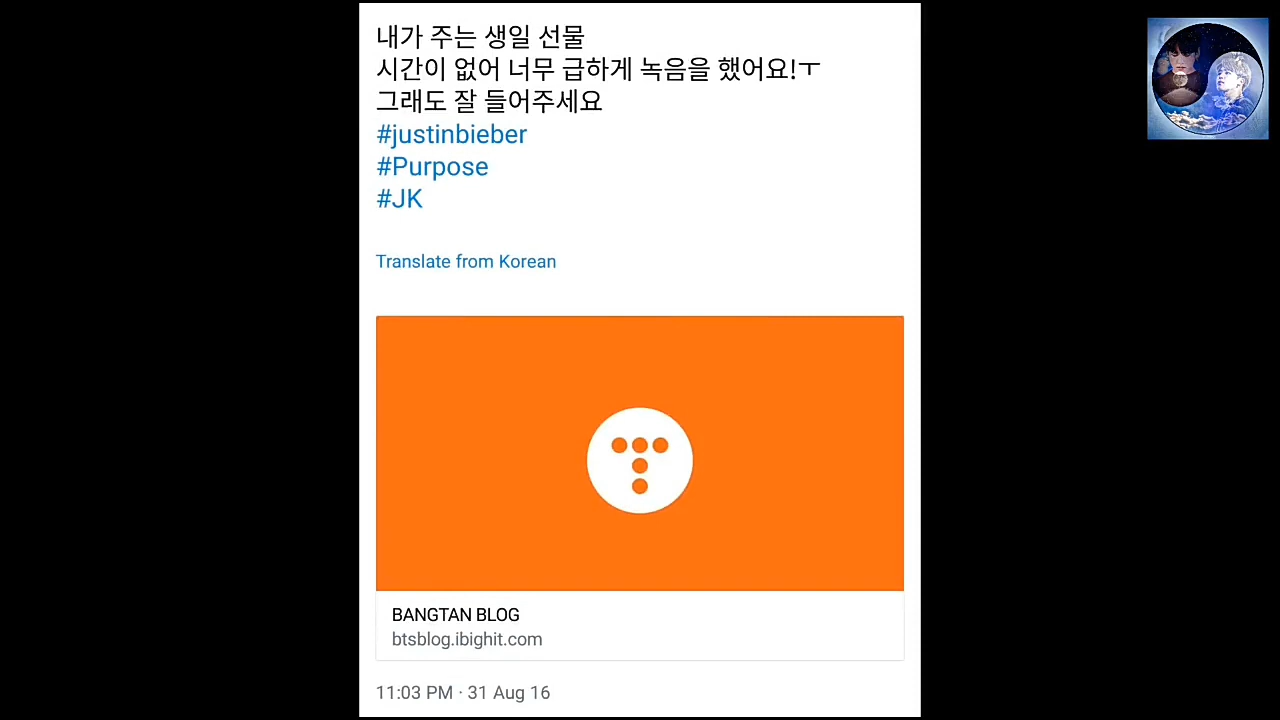 내가 주는 생일 선물
시간이 없어 너무 급하게 녹음을 했어요!ㅜ
그래도 잘 들어주세요
#justinbieber
#Purpose
#JK
Translate from Korean
BANGTAN BLOG
btsblog.ibighit.com
11:03 PM · 31 Aug 16